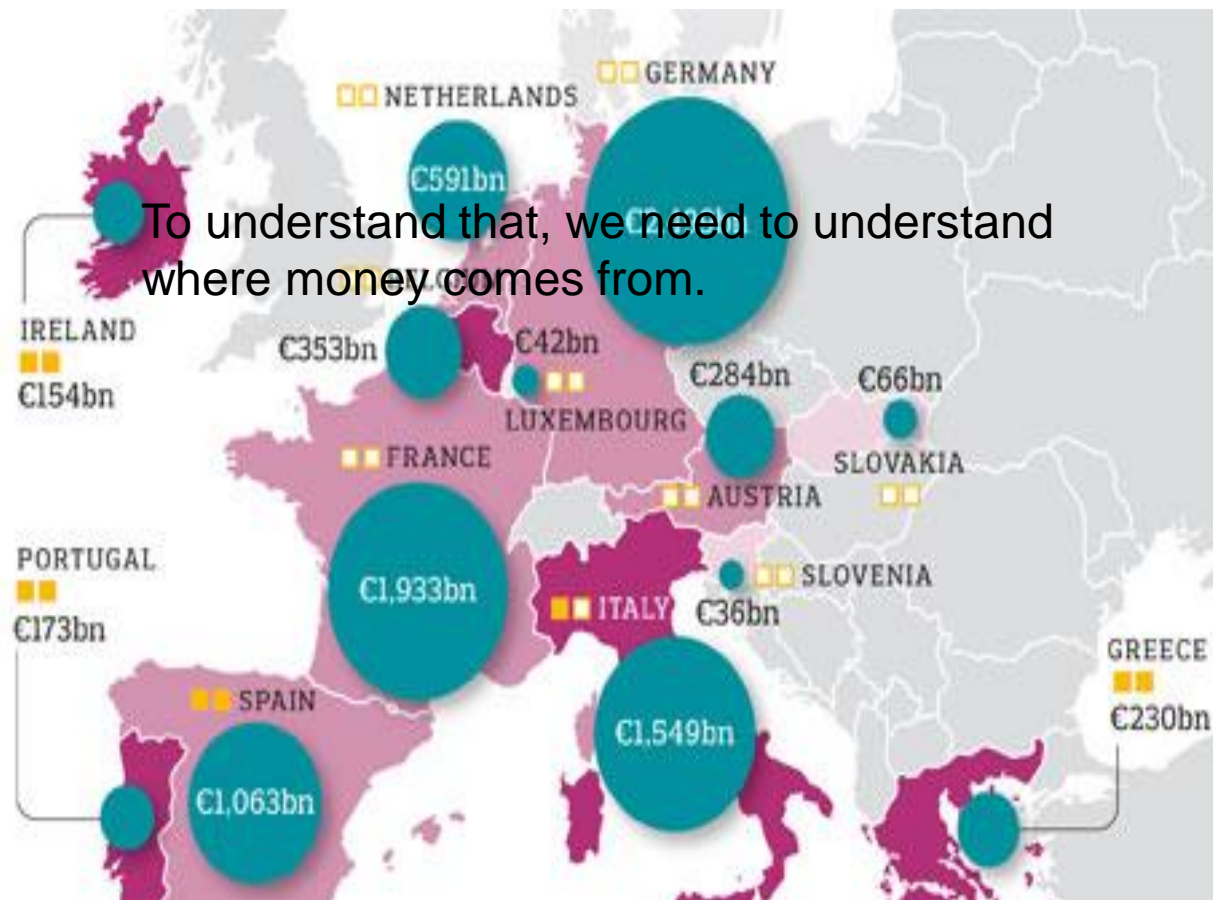 GERMANY
NETHERLANDS
€591bn
To understand that, we need to understand
where money comes from.
IRELAND
€154bn
€353bn
€42bn
LUXEMBOURG
€284bn
€66bn
SLOVAKIA
FRANCE
AUSTRIA
PORTUGAL
€173bn
€1,933bn
ITALY
SLOVENIA
€36bn
GREECE
€230bn
SPAIN
€1,549bn
€1,063bn